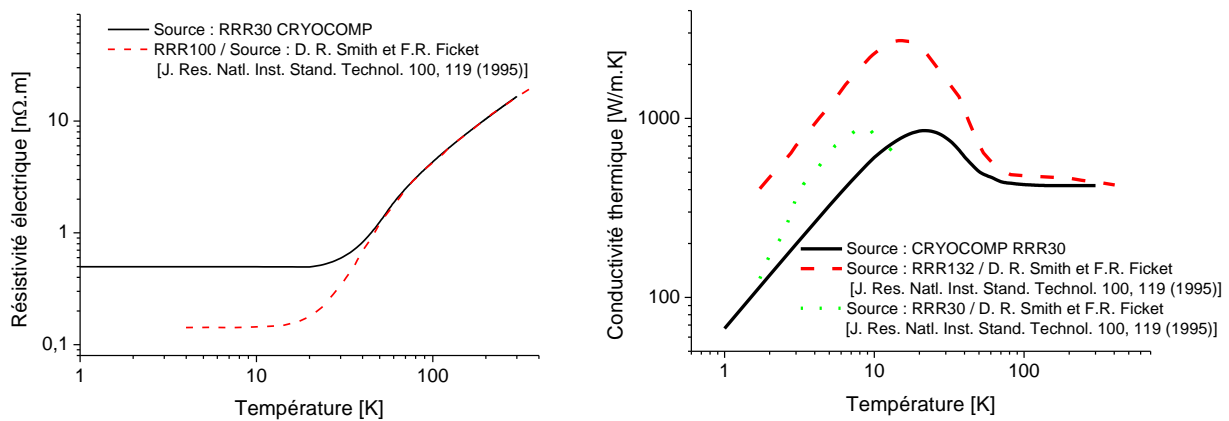 Source : RRR30 CRYOCOMP
RRR100 / Source : D. R. Smith et F.R. Ficket
[J. Res. Natl. Inst. Stand. Technol. 100, 119 (1995)]
Résistivité électrique [nΩ.m]
10
1
0,1
1
10
100
Température [K]
Conductivité thermique [W/m.K]
1000
100
Source : CRYOCOMP RRR30
Source : RRR132 / D. R. Smith et F.R. Ficket
[J. Res. Natl. Inst. Stand. Technol. 100, 119 (1995)]
Source : RRR30 / D. R. Smith et F.R. Ficket
[J. Res. Natl. Inst. Stand. Technol. 100, 119 (1995)]
1
10
100
Température [K]